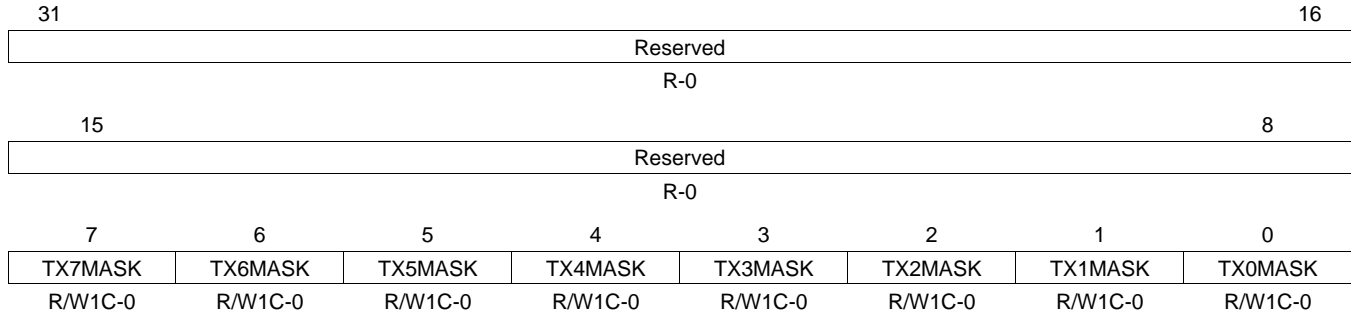 31 16
Reserved
R-0
15 8
Reserved
R-0
7 6 5 4 3 2 1 0
TX7MASK TX6MASK TX5MASK TX4MASK TX3MASK TX2MASK TX1MASK TX0MASK
R/W1C-0 R/W1C-0 R/W1C-0 R/W1C-0 R/W1C-0 R/W1C-0 R/W1C-0 R/W1C-0